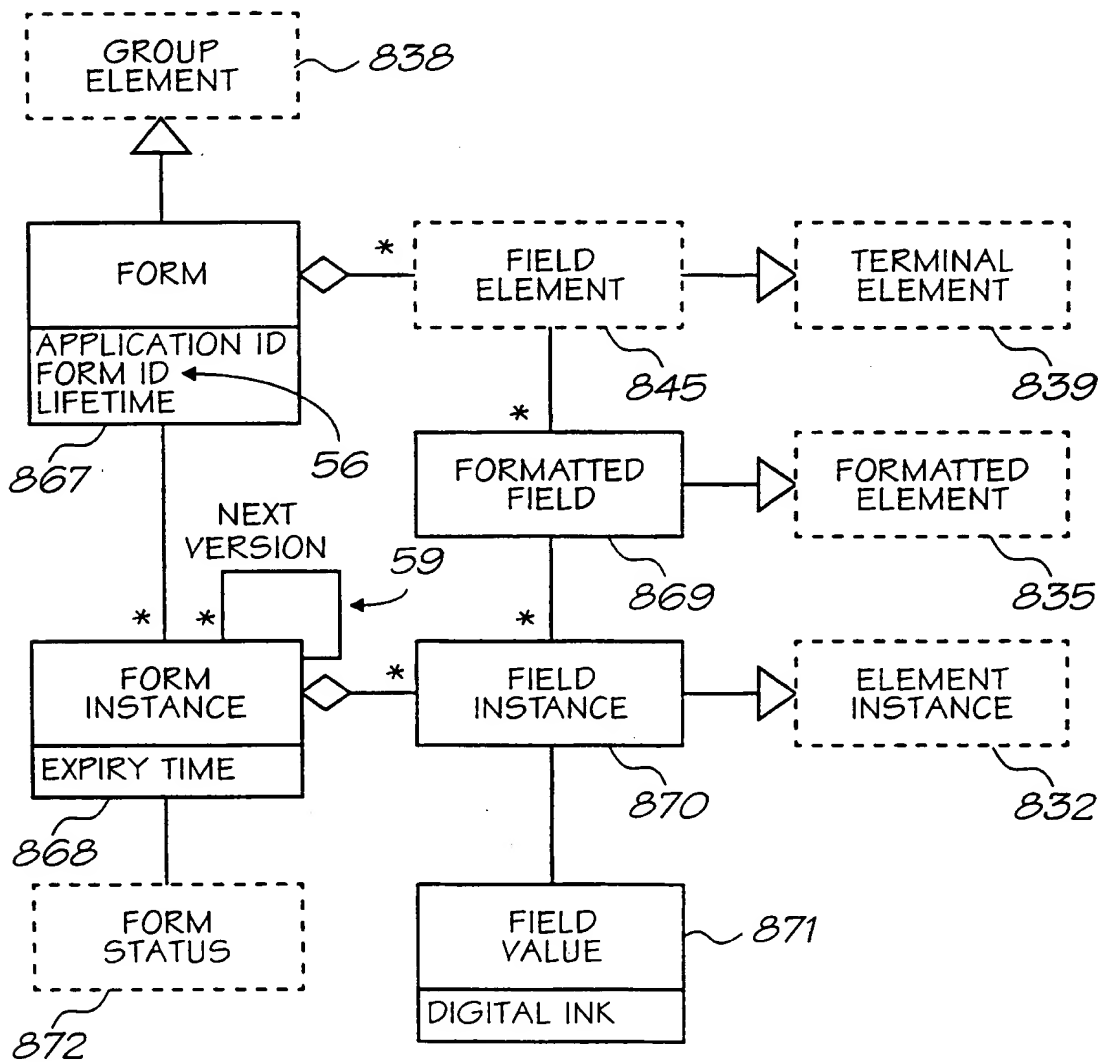 GROUP
ELEMENT
838
FORM
APPLICATION ID
FORM ID
LIFETIME
867
56
*
FIELD
ELEMENT
845
TERMINAL
ELEMENT
839
*
FORMATTED
FIELD
869
FORMATTED
ELEMENT
835
NEXT
VERSION
59
*
*
FORM
INSTANCE
EXPIRY TIME
868
*
*
FIELD
INSTANCE
870
ELEMENT
INSTANCE
832
FORM
STATUS
872
FIELD
VALUE
DIGITAL INK
871